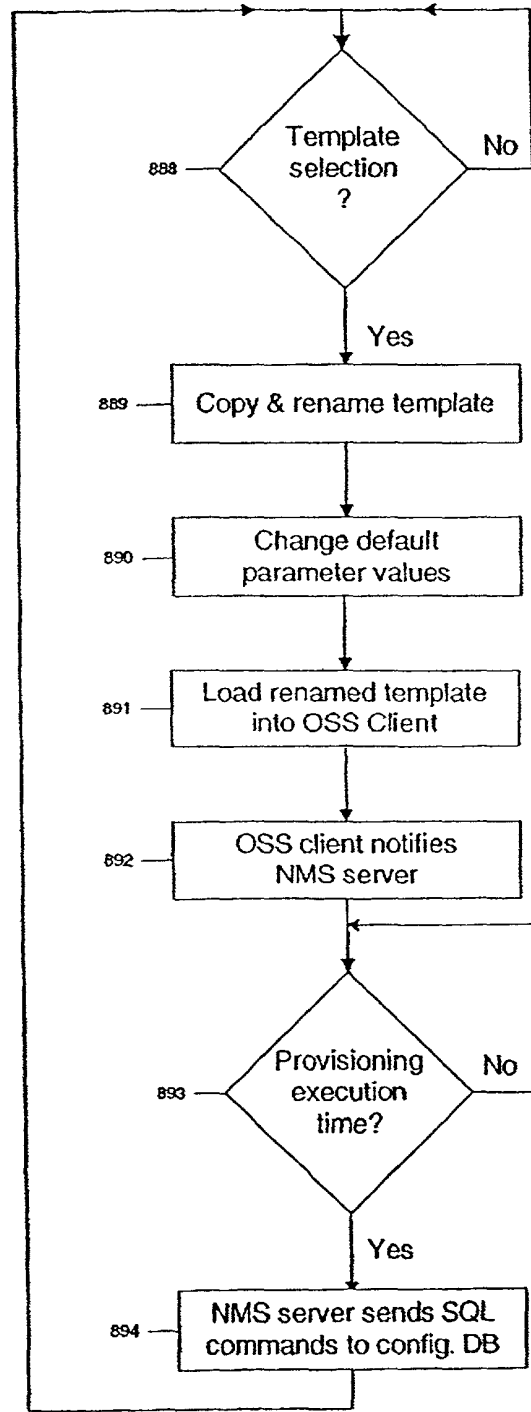 Template
selection
?
No
888
Yes
889
Copy & rename template
890
Change default
parameter values
891
Load renamed template
into OSS Client
892
OSS client notifies
NMS server
Provisioning
execution
time?
No
893
Yes
894
NMS server sends SQL
commands to config. DB